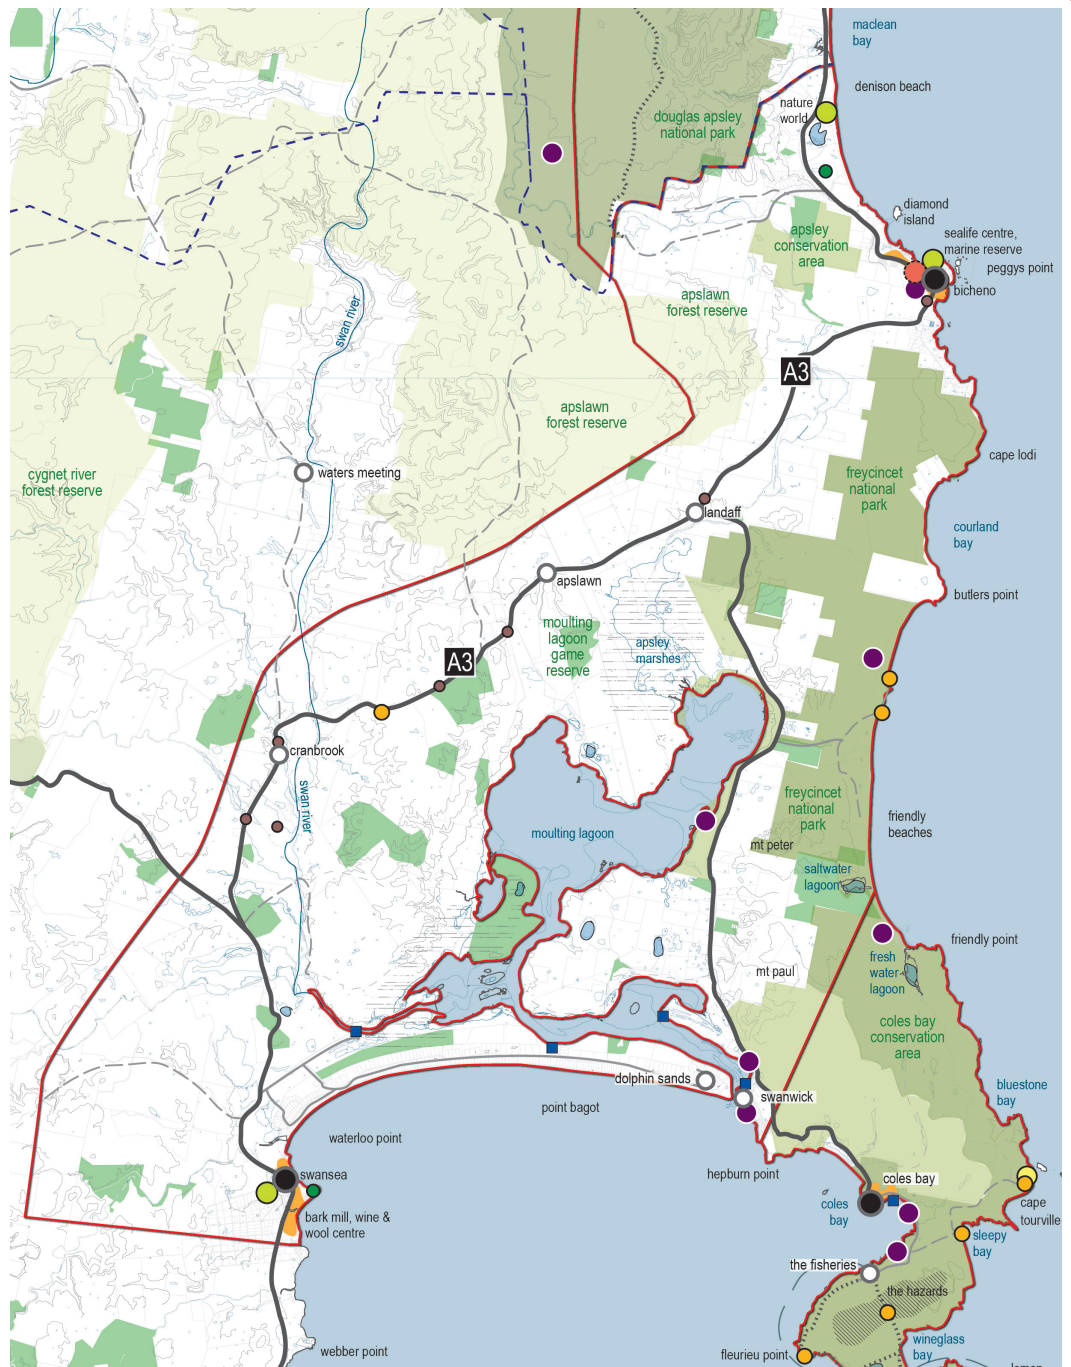 maclean
bay
denison beach
nature
world
douglas apsley
national park
diamond
island
apsley
conservation
area
sealife centre,
marine reserve
peggys point
bicheno
apslawn
forest reserve
swan river
A3
apslawn
forest reserve
cape lodi
cygnet river
forest reserve
waters meeting
freycincet
national
park
landaff
courland
bay
apslawn
butlers point
moulting
lagoon
game
reserve
apsley
marshes
A3
cranbrook
swan river
freycincet
national
park
friendly
beaches
moulting lagoon
mt peter
saltwater
lagoon
friendly point
fresh
water
lagoon
mt paul
coles bay
conservation
area
dolphin sands
swanwick
bluestone
bay
point bagot
waterloo point
hepburn point
swansea
coles bay
coles
bay
cape
tourville
bark mill, wine &
wool centre
sleepy
bay
the fisheries
the hazards
wineglass
bay
webber point
fleurieu point